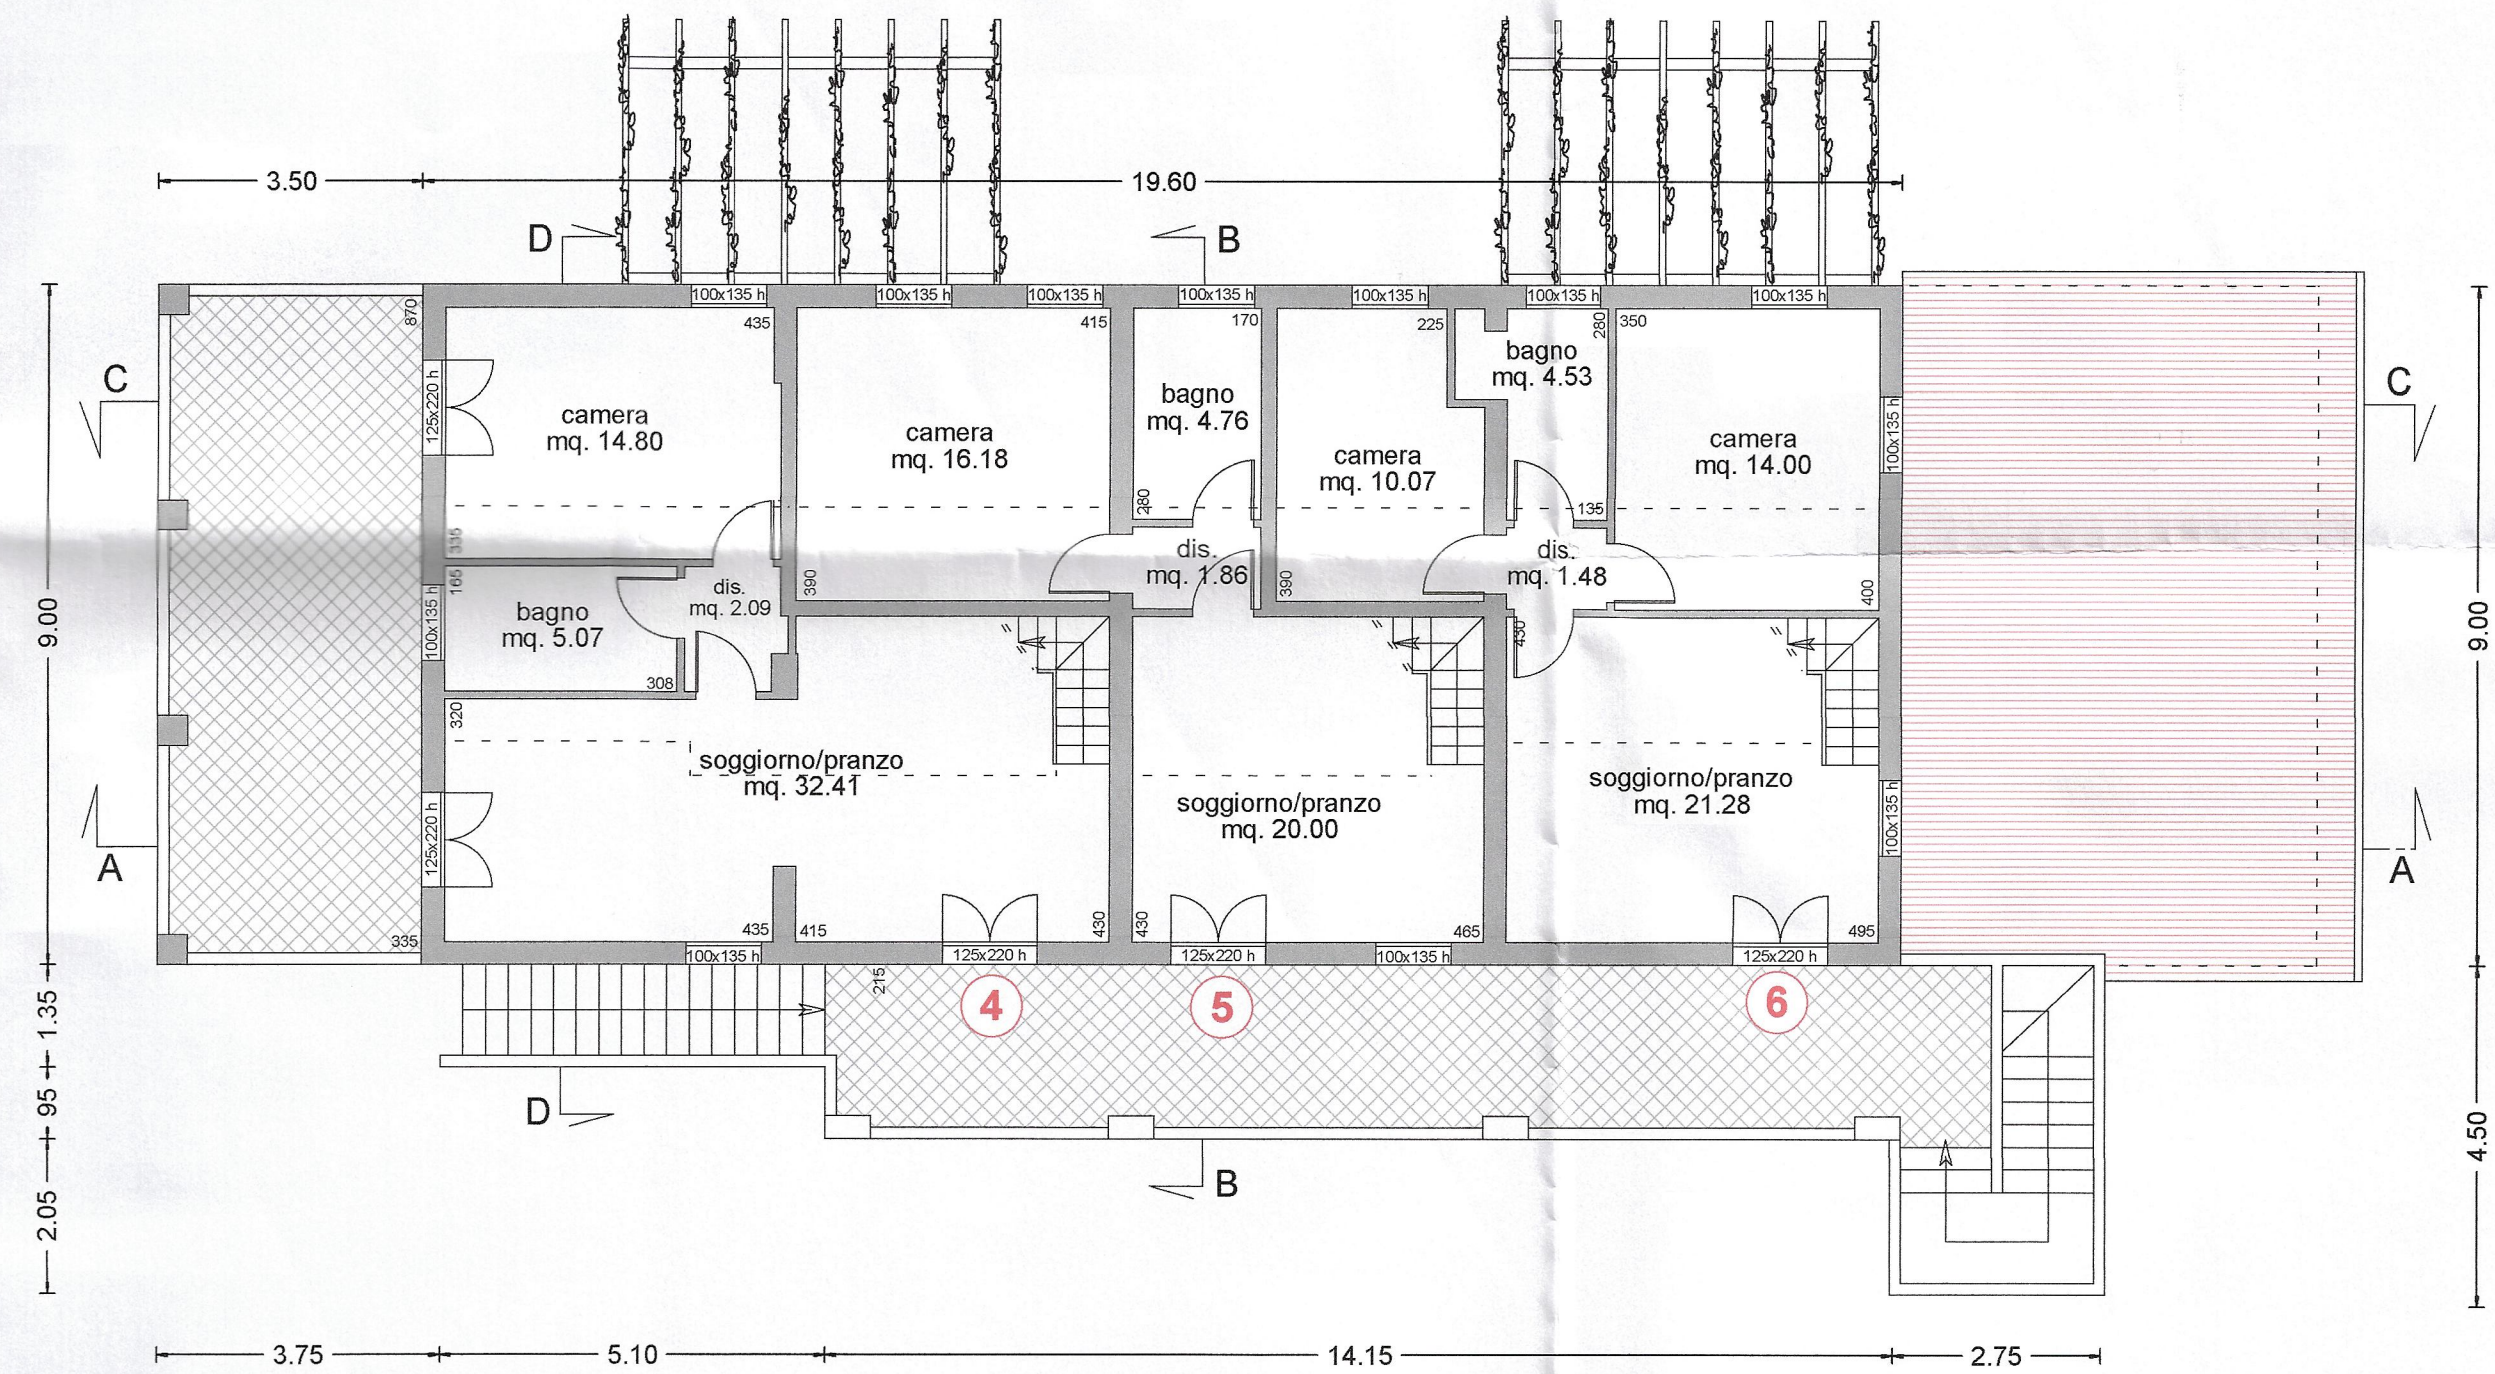 3.50
19.60
D
B
100x135 h
100x135 h
100x135 h
100x135 h
100x135 h
100x135 h
100x135 h
870
435
415
170
225
280
350
C
C
125x220 h
100x135 h
camera
mq. 14.80
camera
mq. 16.18
bagno
mq. 4.76
camera
mq. 10.07
bagno
mq. 4.53
camera
mq. 14.00
335
280
135
165
390
390
400
dis.
mq. 1.86
dis.
mq. 1.48
dis.
mq. 2.09
bagno
mq. 5.07
100x135 h
308
430
9.00
9.00
320
soggiorno/pranzo
mq. 32.41
soggiorno/pranzo
mq. 20.00
soggiorno/pranzo
mq. 21.28
125x220 h
100x135 h
A
A
335
435
415
430
430
465
495
100x135 h
125x220 h
125x220 h
100x135 h
125x220 h
215
4
5
6
1.35
95
2.05
4.50
D
B
3.75
5.10
14.15
2.75